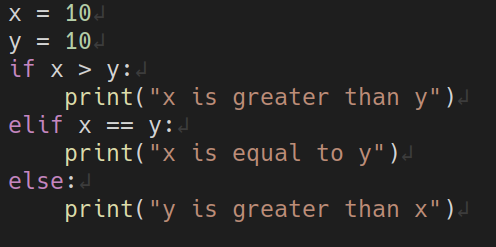 x = 10
y = 10
if x > y:
    print("x is greater than y")
elif x == y:
    print("x is equal to y")
else:
    print("y is greater than x")